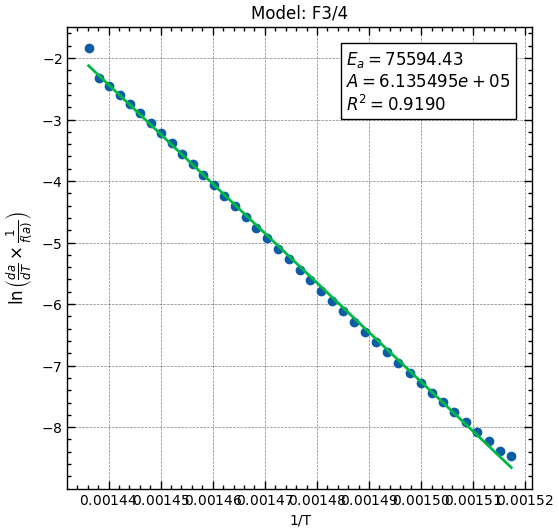 Model: F3/4
E_a = 75594.43
A = 6.135495e + 05
R^2 = 0.9190
−2
−3
−4
−5
−6
−7
−8
ln(da/dT × 1/f(a))
0.00144 0.00145 0.00146 0.00147 0.00148 0.00149 0.00150 0.00151 0.00152
1/T